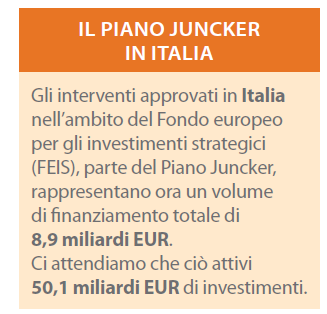 IL PIANO JUNCKER
IN ITALIA
Gli interventi approvati in Italia
nell'ambito del Fondo europeo
per gli investimenti strategici
(FEIS), parte del Piano Juncker,
rappresentano ora un volume
di finanziamento totale di
8,9 miliardi EUR.
Ci attendiamo che ciò attivi
50,1 miliardi EUR di investimenti.